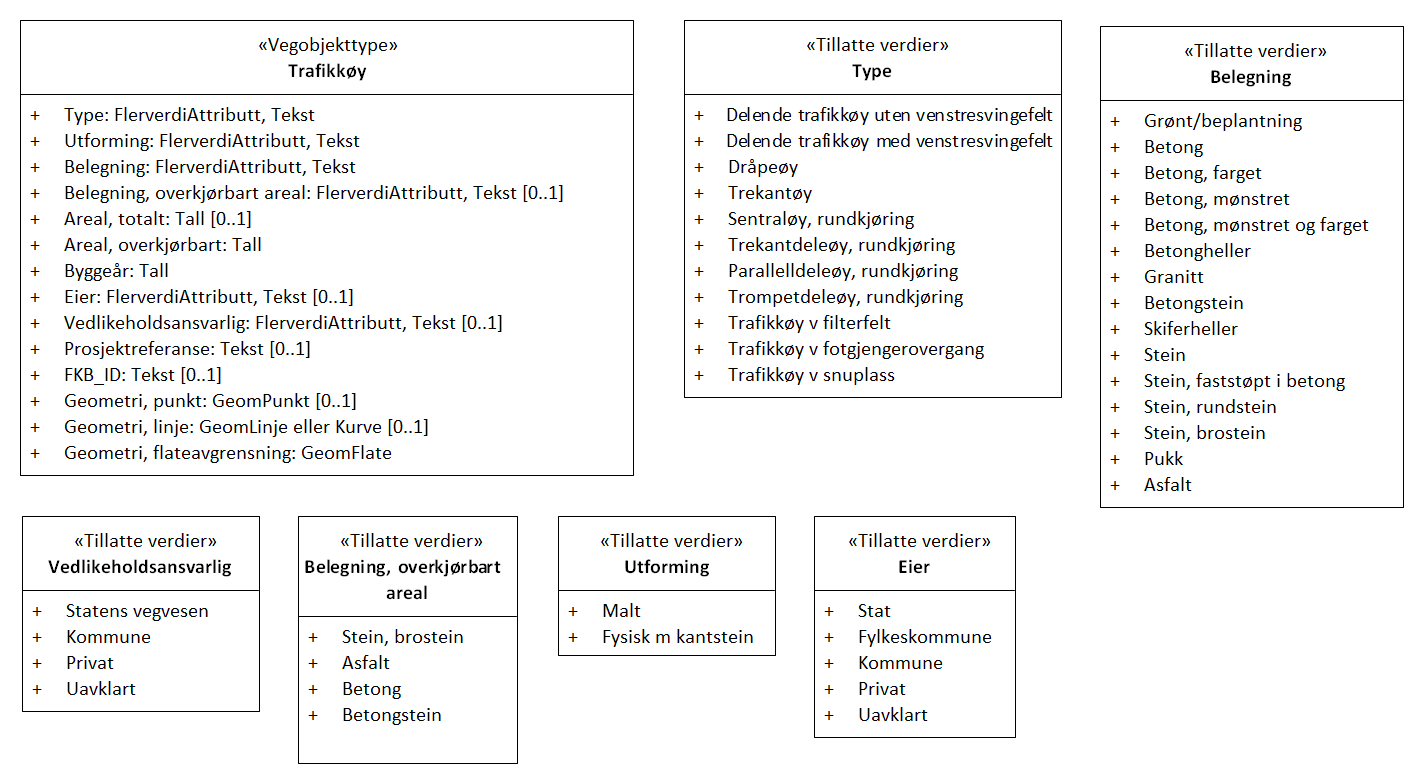 «Vegobjekttype»
Trafikkøy
+ Type: FlerverdiAttributt, Tekst
+ Utforming: FlerverdiAttributt, Tekst
+ Belegning: FlerverdiAttributt, Tekst
+ Belegning, overkjørbart areal: FlerverdiAttributt, Tekst [0..1]
+ Areal, totalt: Tall [0..1]
+ Areal, overkjørbart: Tall
+ Byggeår: Tall
+ Eier: FlerverdiAttributt, Tekst [0..1]
+ Vedlikeholdsansvarlig: FlerverdiAttributt, Tekst [0..1]
+ Prosjektreferanse: Tekst [0..1]
+ FKB_ID: Tekst [0..1]
+ Geometri, punkt: GeomPunkt [0..1]
+ Geometri, linje: GeomLinje eller Kurve [0..1]
+ Geometri, flateavgrensning: GeomFlate
«Tillatte verdier»
Type
+ Delende trafikkøy uten venstresvingefelt
+ Delende trafikkøy med venstresvingefelt
+ Dråpeøy
+ Trekantøy
+ Sentraløy, rundkjøring
+ Trekantdeleøy, rundkjøring
+ Parallelldeleøy, rundkjøring
+ Trompetdeleøy, rundkjøring
+ Trafikkøy v filterfelt
+ Trafikkøy v fotgjengerovergang
+ Trafikkøy v snuplass
«Tillatte verdier»
Belegning
+ Grønt/beplantning
+ Betong
+ Betong, farget
+ Betong, mønstret
+ Betong, mønstret og farget
+ Betongheller
+ Granitt
+ Betongstein
+ Skiferheller
+ Stein
+ Stein, faststøpt i betong
+ Stein, rundstein
+ Stein, brostein
+ Pukk
+ Asfalt
«Tillatte verdier»
Vedlikeholdsansvarlig
+ Statens vegvesen
+ Kommune
+ Privat
+ Uavklart
«Tillatte verdier»
Belegning, overkjørbart
areal
+ Stein, brostein
+ Asfalt
+ Betong
+ Betongstein
«Tillatte verdier»
Utforming
+ Malt
+ Fysisk m kantstein
«Tillatte verdier»
Eier
+ Stat
+ Fylkeskommune
+ Kommune
+ Privat
+ Uavklart